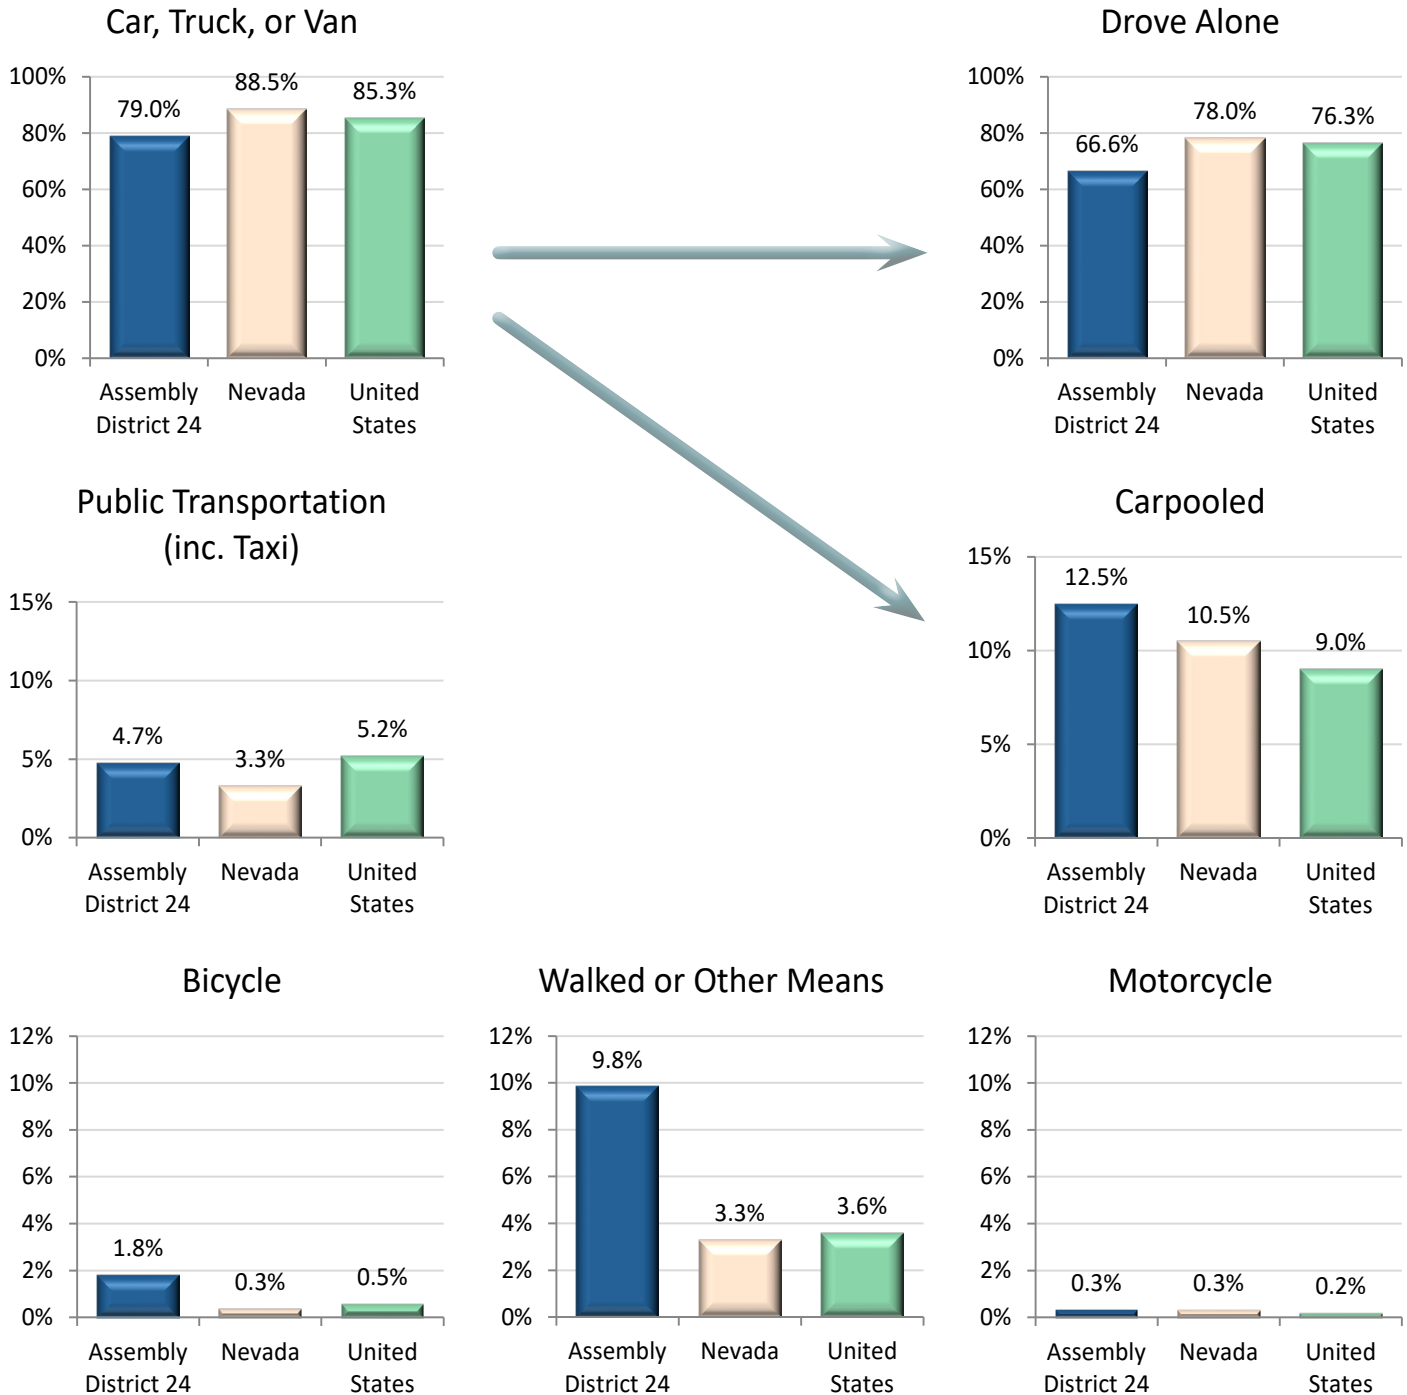 Car, Truck, or Van
100%
80%
60%
40%
20%
0%
79.0%
88.5%
85.3%
Assembly
District 24
Nevada
United
States
Drove Alone
100%
80%
60%
40%
20%
0%
66.6%
78.0%
76.3%
Assembly
District 24
Nevada
United
States
Public Transportation
(inc. Taxi)
15%
10%
5%
0%
4.7%
3.3%
5.2%
Assembly
District 24
Nevada
United
States
Carpooled
15%
10%
5%
0%
12.5%
10.5%
9.0%
Assembly
District 24
Nevada
United
States
Bicycle
12%
10%
8%
6%
4%
2%
0%
1.8%
0.3%
0.5%
Assembly
District 24
Nevada
United
States
Walked or Other Means
12%
10%
8%
6%
4%
2%
0%
9.8%
3.3%
3.6%
Assembly
District 24
Nevada
United
States
Motorcycle
12%
10%
8%
6%
4%
2%
0%
0.3%
0.3%
0.2%
Assembly
District 24
Nevada
United
States